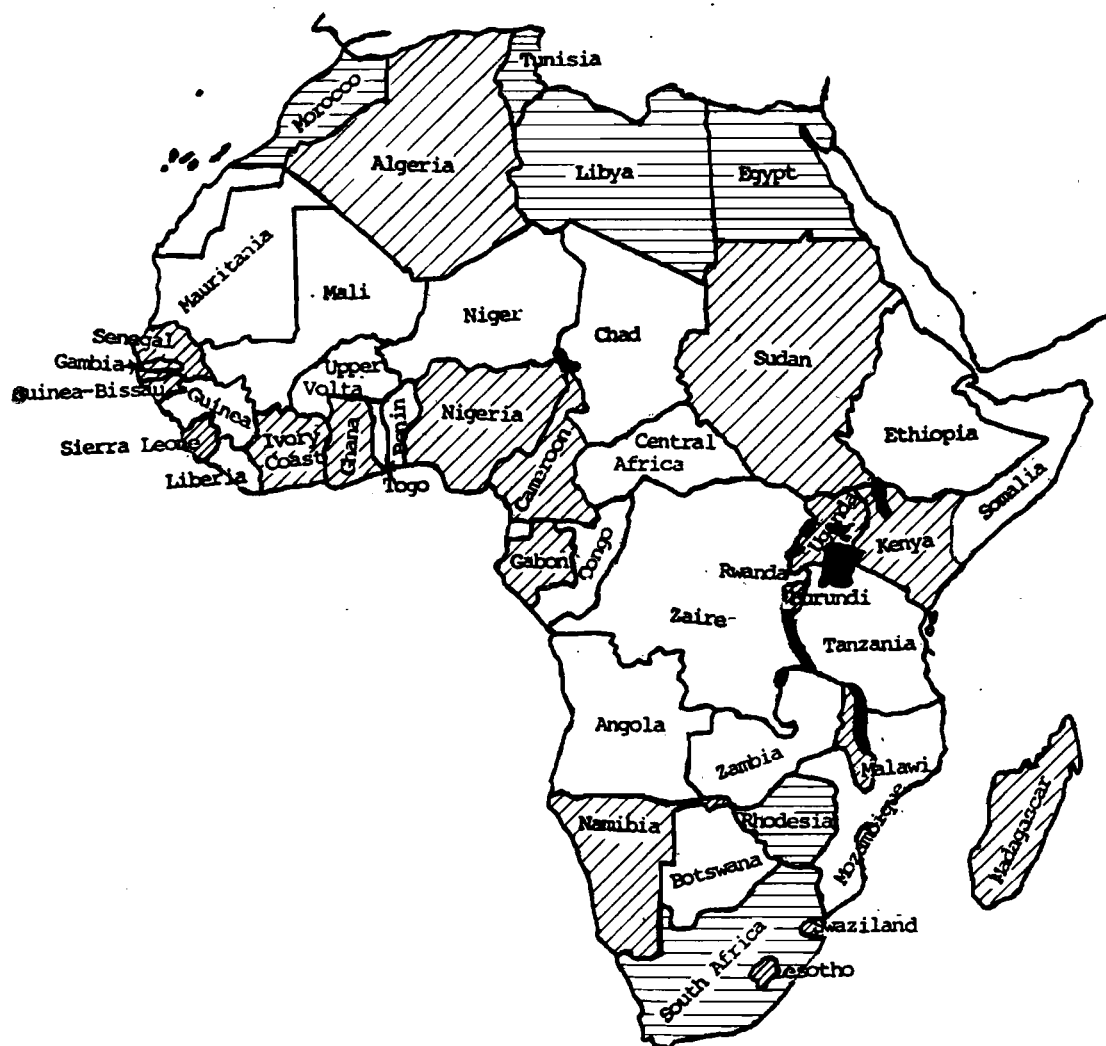 Tunisia
Morocco
Algeria
Libya
Egypt
Mauritania
Mali
Niger
Chad
Sudan
Senegal
Gambia
Guinea-Bissau
Guinea
Upper
Volta
Nigeria
Benin
Ghana
Ivory
Coast
Sierra Leone
Liberia
Togo
Cameroon
Central
Africa
Ethiopia
Somalia
Uganda
Kenya
Gabon
Congo
Rwanda
Burundi
Zaire
Tanzania
Angola
Zambia
Malawi
Mozambique
Madagascar
Namibia
Rhodesia
Botswana
Swaziland
South Africa
Lesotho